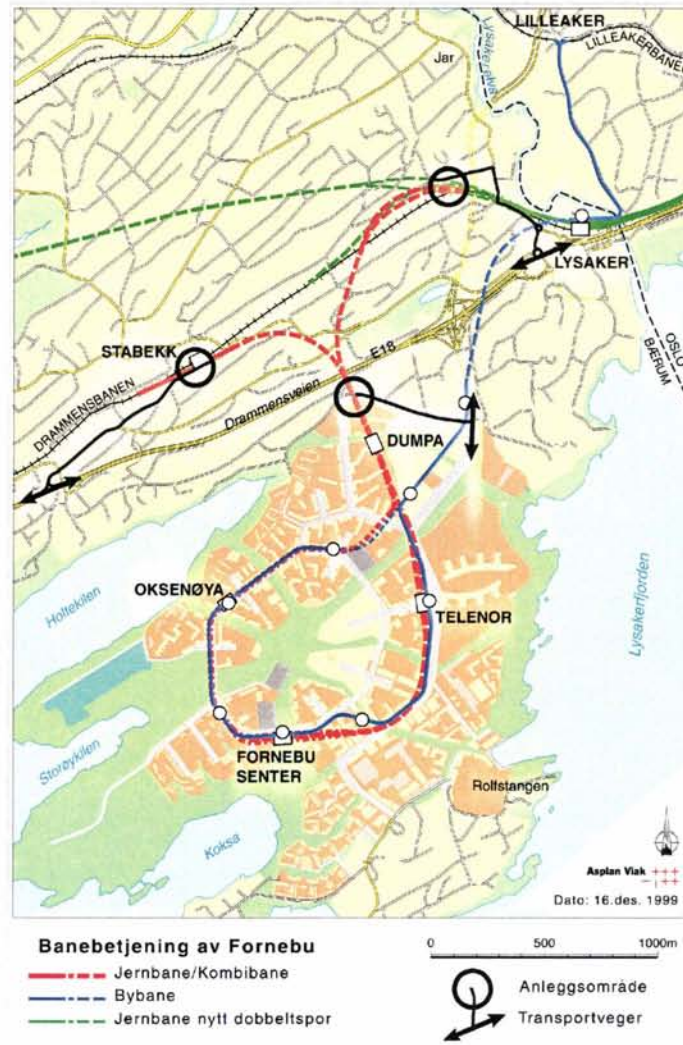 LILLEAKER
LILLEAKERBANEN
Lysakerelva
Jar
LYSAKER
STABEKK
E18
OSLO
BÆRUM
DRAMMENSBANEN
Drammensveien
DUMPA
Holtekilen
OKSENØYA
TELENOR
Lysakerfjorden
Storøykilen
FORNEBU
SENTER
Rolfstangen
Koksa
Asplan Viak
Dato: 16.des. 1999
Banebetjening av Fornebu
0 500 1000m
Jernbane/Kombibane
Bybane
Jernbane nytt dobbeltspor
Anleggsområde
Transportveger